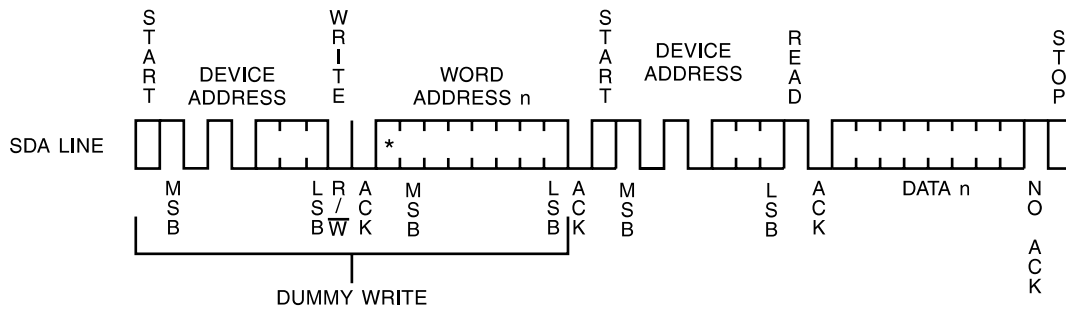 START
DEVICE
ADDRESS
WRITE
WORD
ADDRESS n
START
DEVICE
ADDRESS
READ
STOP
SDA LINE
*
MSB
LSB
R/W
ACK
MSB
LSB
ACK
MSB
LSB
ACK
DATA n
NO ACK
DUMMY WRITE